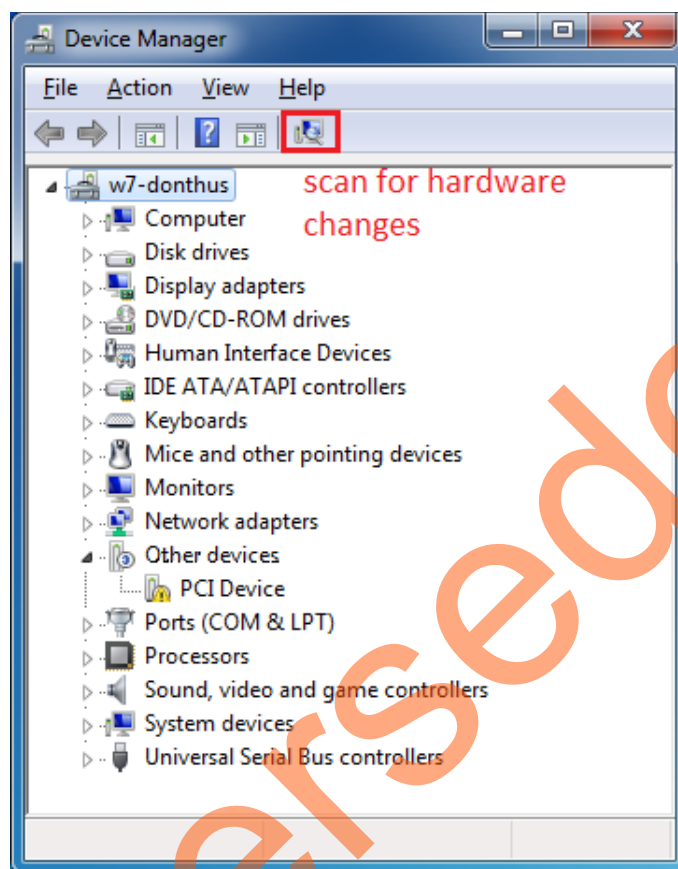 Device Manager
File Action View Help
w7-donthus
scan for hardware
changes
Computer
Disk drives
Display adapters
DVD/CD-ROM drives
Human Interface Devices
IDE ATA/ATAPI controllers
Keyboards
Mice and other pointing devices
Monitors
Network adapters
Other devices
PCI Device
Ports (COM & LPT)
Processors
Sound, video and game controllers
System devices
Universal Serial Bus controllers